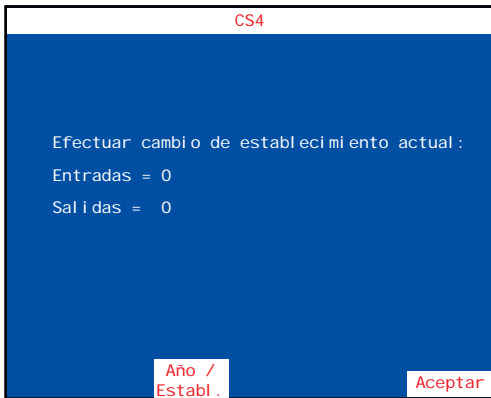 CS4
Efectuar cambio de establecimiento actual:
Entradas = 0
Salidas = 0
Año /
Establ.
Aceptar